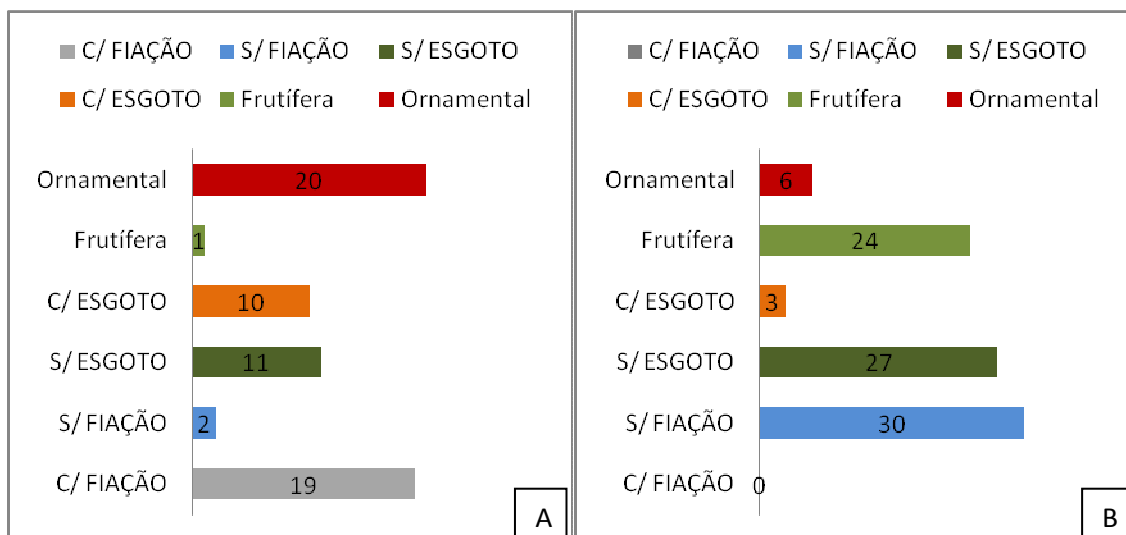 C/ FIAÇÃO S/ FIAÇÃO S/ ESGOTO
C/ ESGOTO Frutífera Ornamental
Ornamental 20
Frutífera 1
C/ ESGOTO 10
S/ ESGOTO 11
S/ FIAÇÃO 2
C/ FIAÇÃO 19
A
C/ FIAÇÃO S/ FIAÇÃO S/ ESGOTO
C/ ESGOTO Frutífera Ornamental
Ornamental 6
Frutífera 24
C/ ESGOTO 3
S/ ESGOTO 27
S/ FIAÇÃO 30
C/ FIAÇÃO 0
B